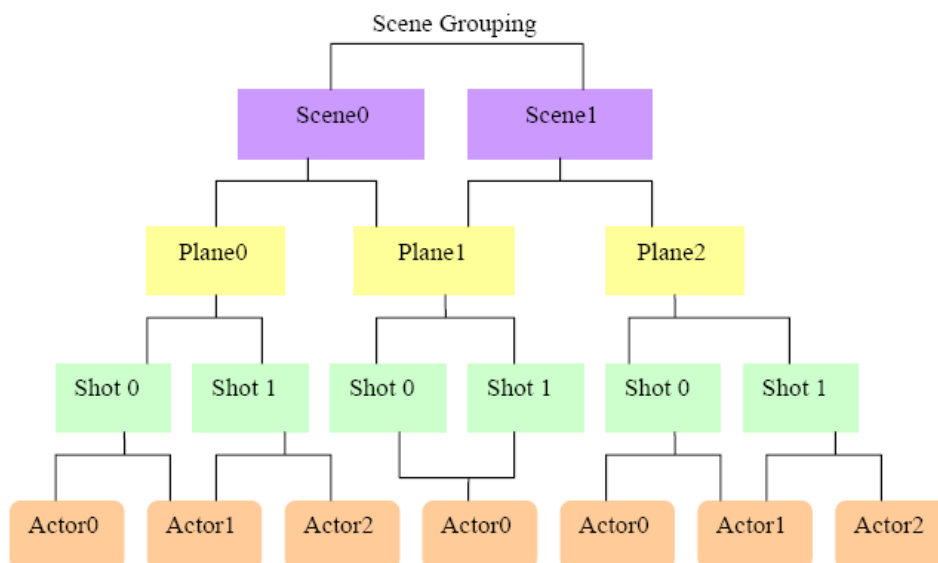 Scene Grouping
Scene0
Scene1
Plane0
Plane1
Plane2
Shot 0
Shot 1
Shot 0
Shot 1
Shot 0
Shot 1
Actor0
Actor1
Actor2
Actor0
Actor0
Actor1
Actor2